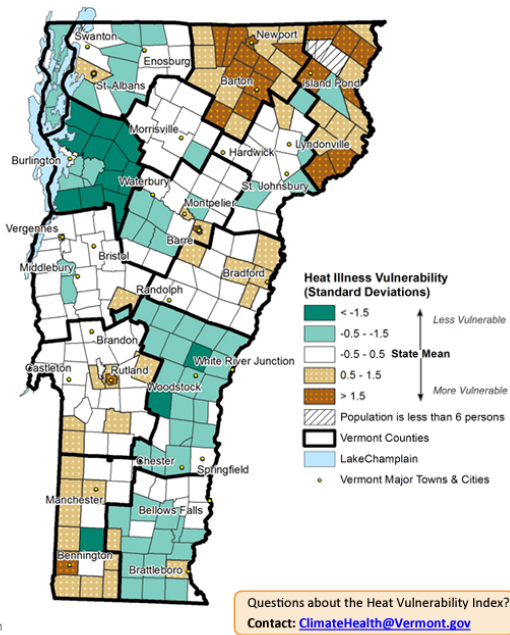 Swanton
Newport
Enosburg
St. Albans
Barton
Island Pond
Morrisville
Hardwick
Lyndonville
Burlington
Waterbury
St. Johnsbury
Montpelier
Vergennes
Barre
Bristol
Middlebury
Bradford
Randolph
Brandon
White River Junction
Castleton
Rutland
Woodstock
Chester
Springfield
Manchester
Bellows Falls
Bennington
Brattleboro
Heat Illness Vulnerability
(Standard Deviations)
< -1.5
Less Vulnerable
-0.5 - -1.5
-0.5 - 0.5 State Mean
0.5 - 1.5
> 1.5
More Vulnerable
Population is less than 6 persons
Vermont Counties
LakeChamplain
Vermont Major Towns & Cities
Questions about the Heat Vulnerability Index?
Contact: ClimateHealth@Vermont.gov